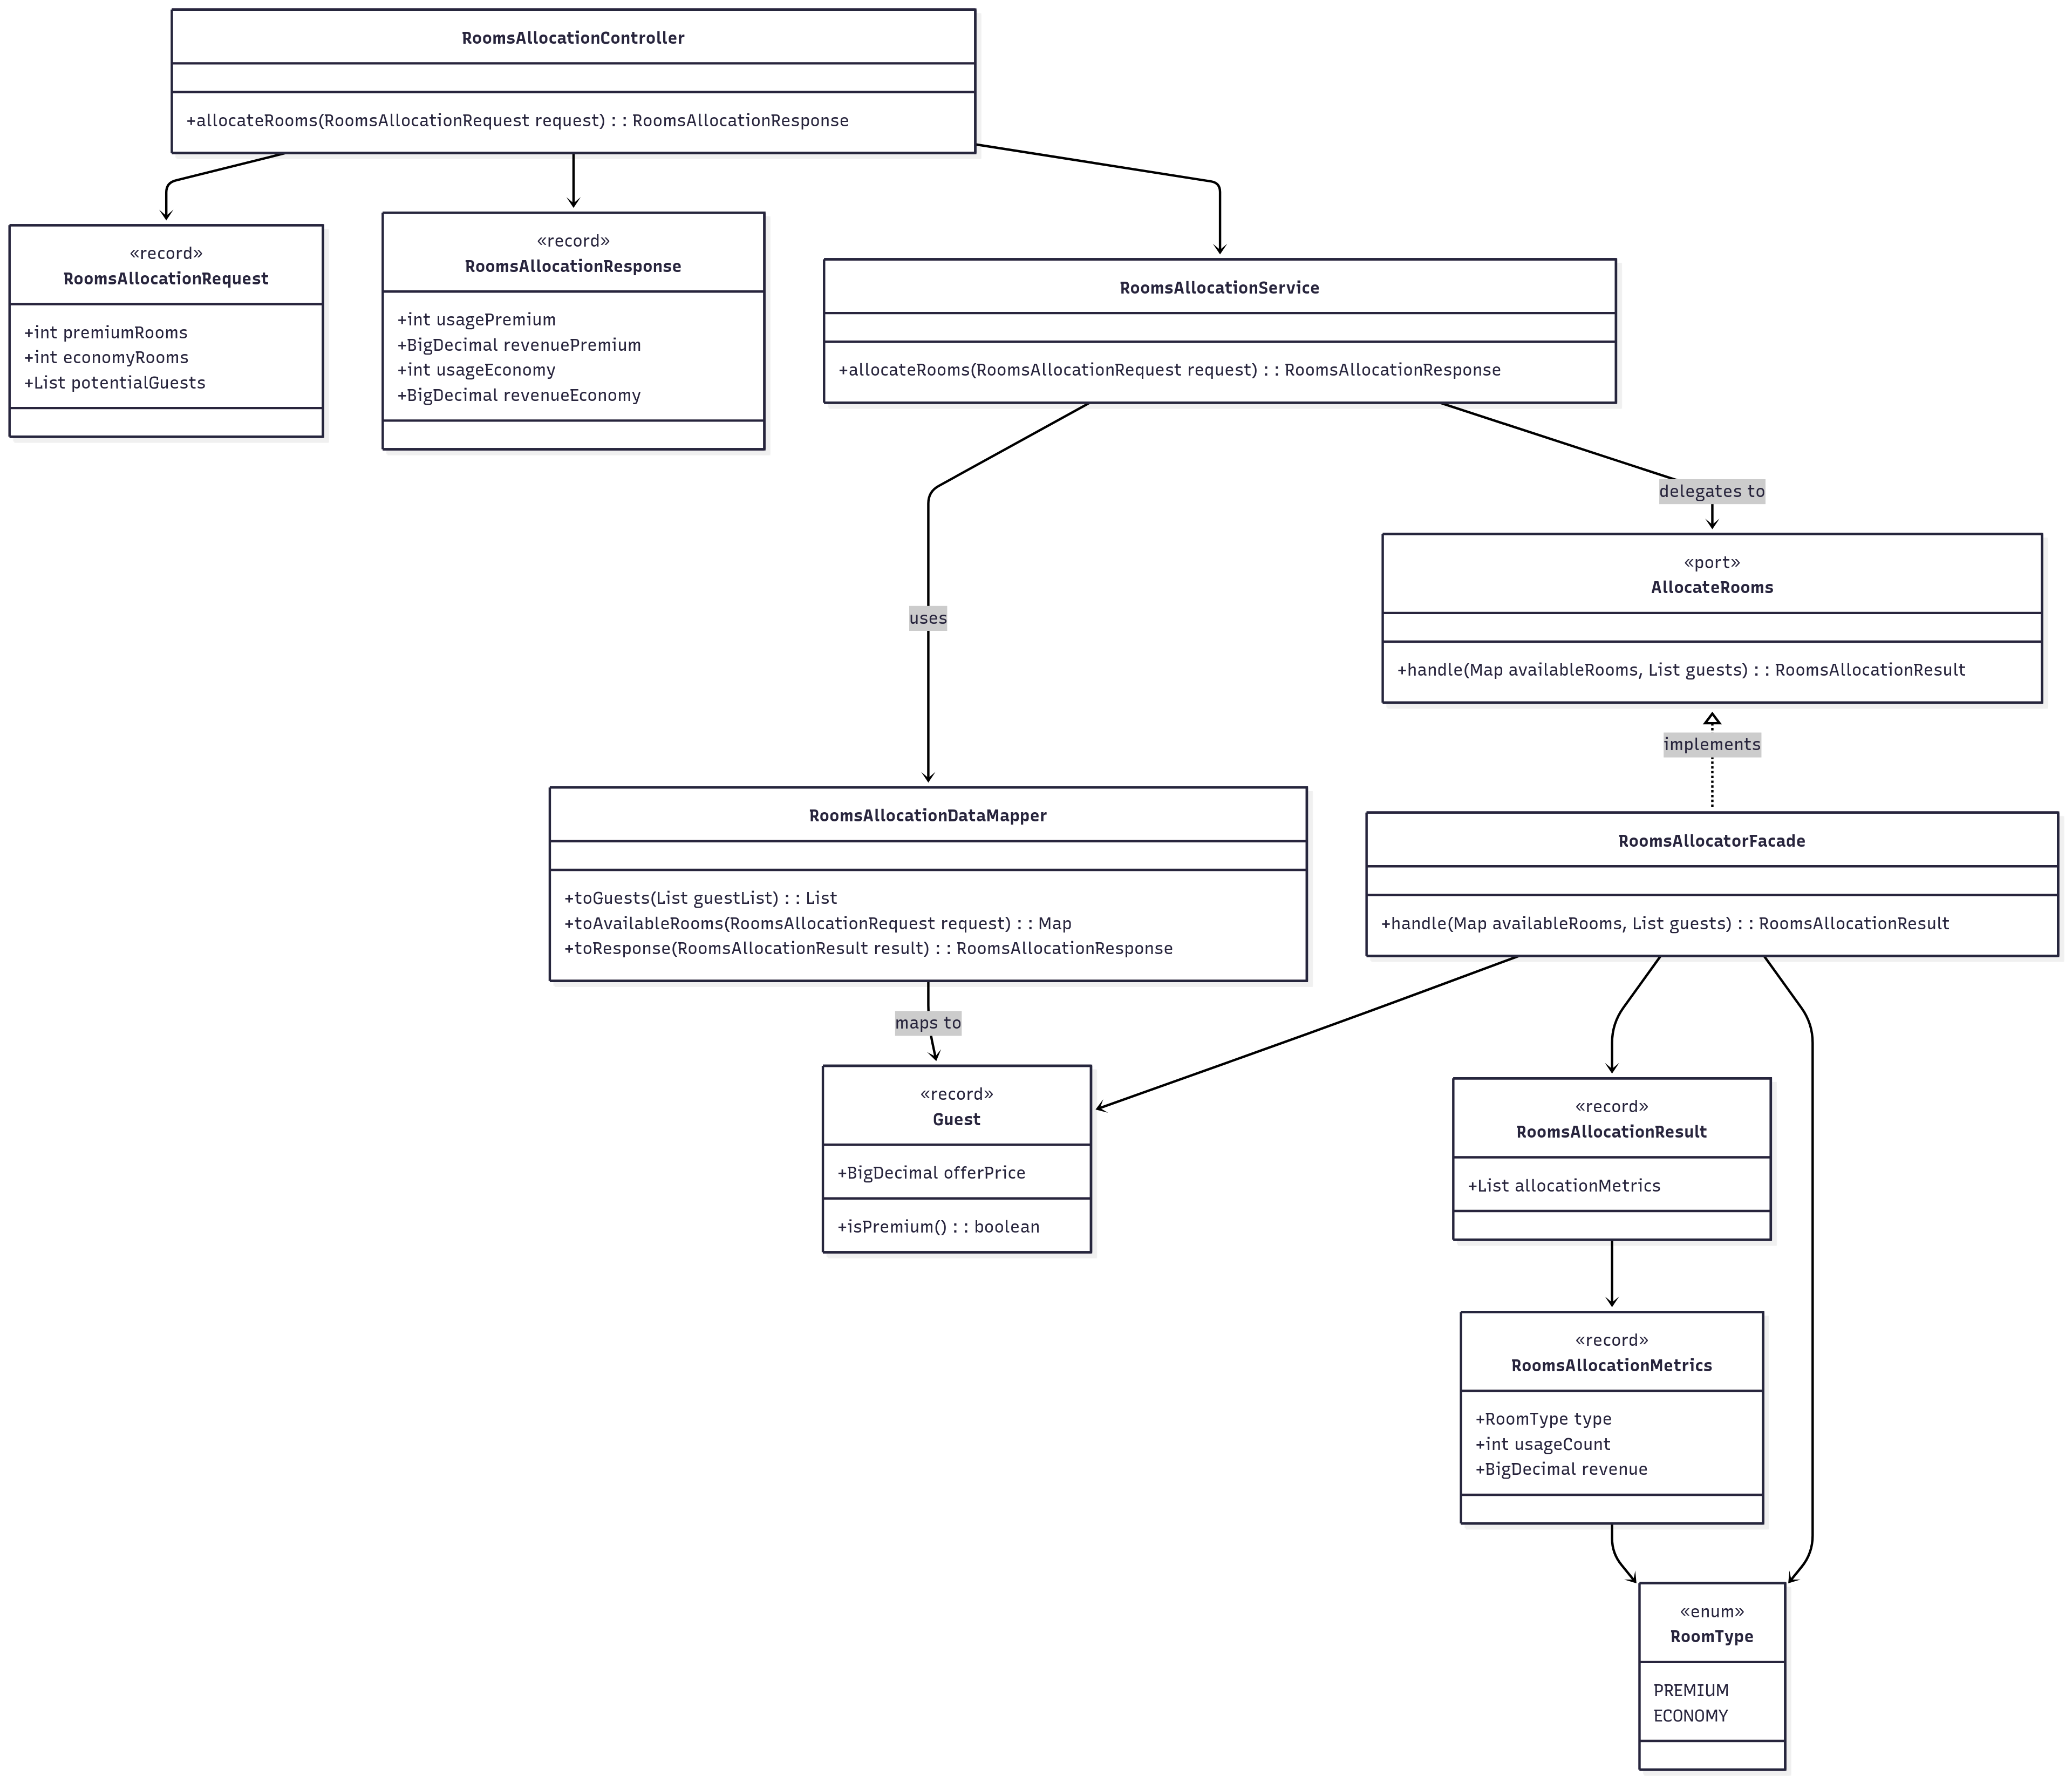 RoomsAllocationController
+allocateRooms(RoomsAllocationRequest request) : : RoomsAllocationResponse
«record»
RoomsAllocationRequest
+int premiumRooms
+int economyRooms
+List potentialGuests
«record»
RoomsAllocationResponse
+int usagePremium
+BigDecimal revenuePremium
+int usageEconomy
+BigDecimal revenueEconomy
RoomsAllocationService
+allocateRooms(RoomsAllocationRequest request) : : RoomsAllocationResponse
delegates to
uses
«port»
AllocateRooms
+handle(Map availableRooms, List guests) : : RoomsAllocationResult
implements
RoomsAllocationDataMapper
+toGuests(List guestList) : : List
+toAvailableRooms(RoomsAllocationRequest request) : : Map
+toResponse(RoomsAllocationResult result) : : RoomsAllocationResponse
RoomsAllocatorFacade
+handle(Map availableRooms, List guests) : : RoomsAllocationResult
maps to
«record»
Guest
+BigDecimal offerPrice
+isPremium() : : boolean
«record»
RoomsAllocationResult
+List allocationMetrics
«record»
RoomsAllocationMetrics
+RoomType type
+int usageCount
+BigDecimal revenue
«enum»
RoomType
PREMIUM
ECONOMY